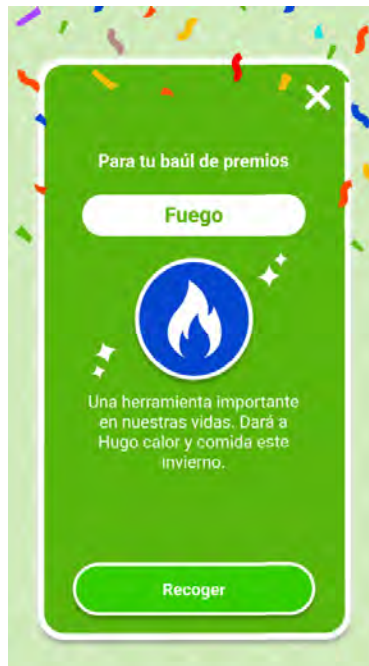 Para tu baúl de premios
Fuego
Una herramienta importante
en nuestras vidas. Dará a
Hugo calor y comida este
invierno.
Recoger